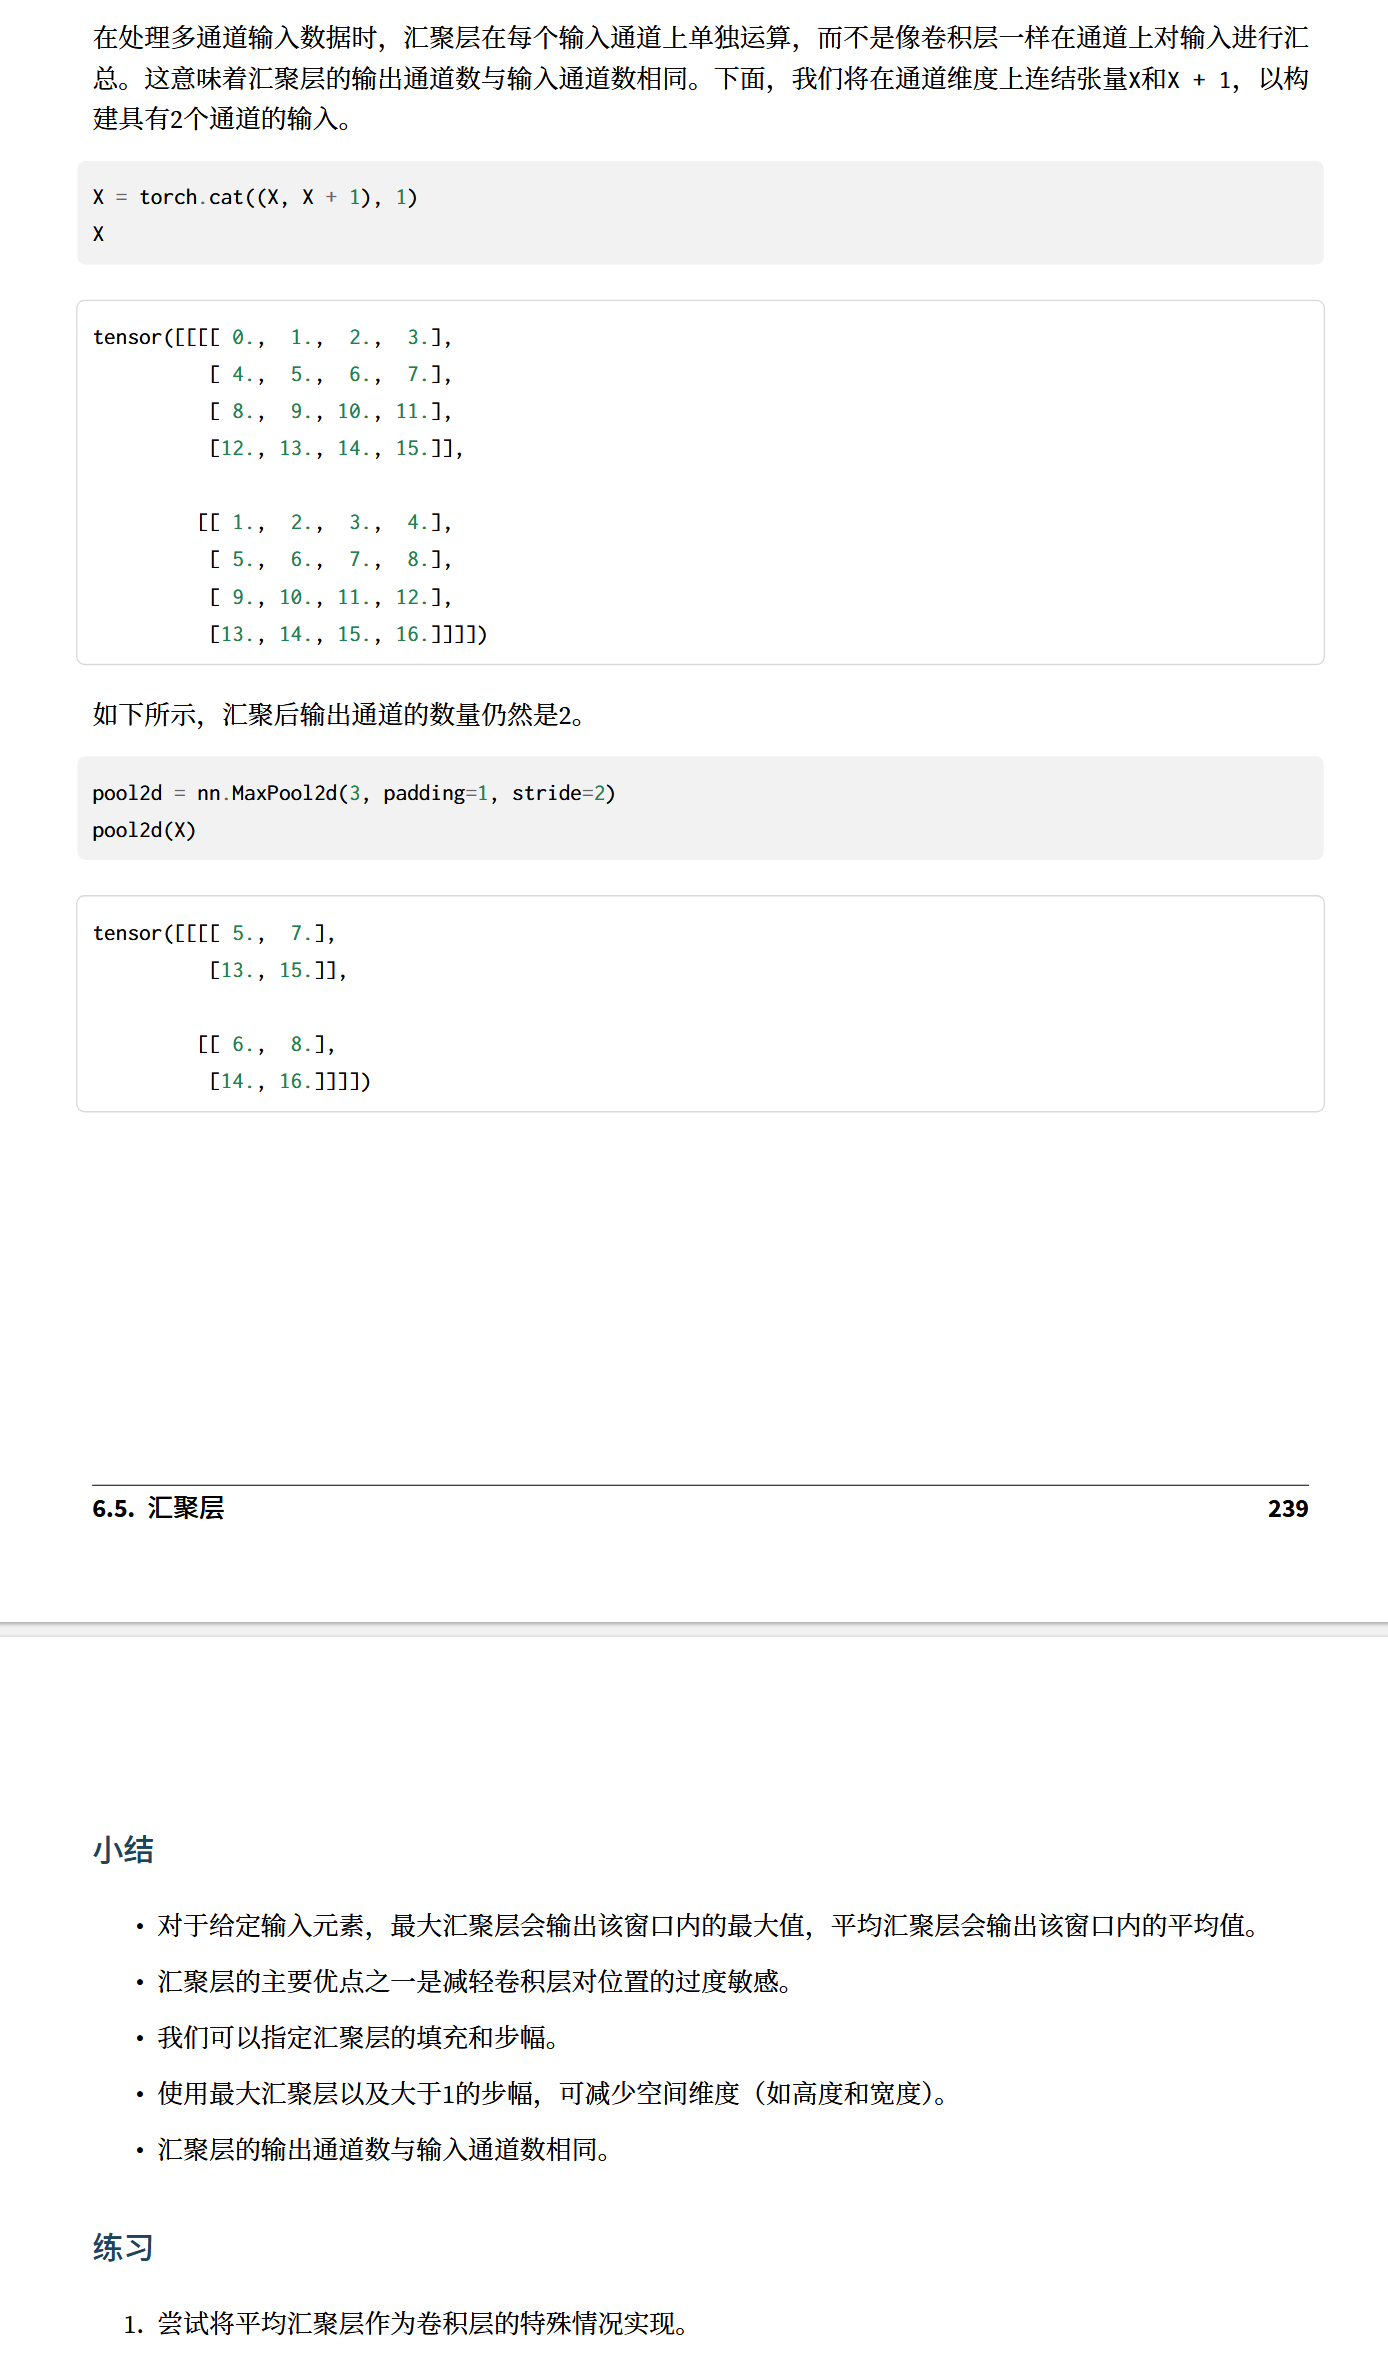 在处理多通道输入数据时，汇聚层在每个输入通道上单独运算，而不是像卷积层一样在通道上对输入进行汇
总。这意味着汇聚层的输出通道数与输入通道数相同。下面，我们将在通道维度上连结张量X和X + 1，以构
建具有2个通道的输入。
X = torch.cat((X, X + 1), 1)
X
tensor([[[[ 0.,  1.,  2.,  3.],
          [ 4.,  5.,  6.,  7.],
          [ 8.,  9., 10., 11.],
          [12., 13., 14., 15.]],
         [[ 1.,  2.,  3.,  4.],
          [ 5.,  6.,  7.,  8.],
          [ 9., 10., 11., 12.],
          [13., 14., 15., 16.]]]])
如下所示，汇聚后输出通道的数量仍然是2。
pool2d = nn.MaxPool2d(3, padding=1, stride=2)
pool2d(X)
tensor([[[[ 5.,  7.],
          [13., 15.]],
         [[ 6.,  8.],
          [14., 16.]]]])
6.5. 汇聚层 239
小结
• 对于给定输入元素，最大汇聚层会输出该窗口内的最大值，平均汇聚层会输出该窗口内的平均值。
• 汇聚层的主要优点之一是减轻卷积层对位置的过度敏感。
• 我们可以指定汇聚层的填充和步幅。
• 使用最大汇聚层以及大于1的步幅，可减少空间维度（如高度和宽度）。
• 汇聚层的输出通道数与输入通道数相同。
练习
1. 尝试将平均汇聚层作为卷积层的特殊情况实现。